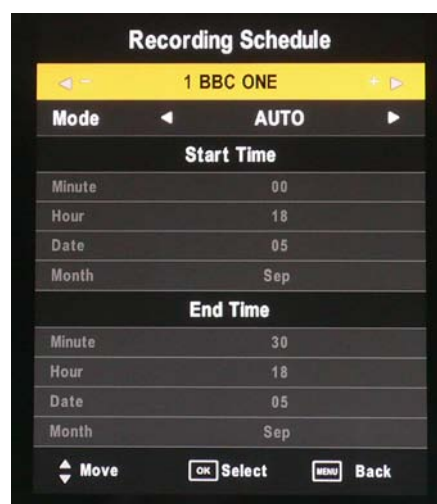 Recording Schedule
- 1 BBC ONE +
Mode AUTO
Start Time
Minute 00
Hour 18
Date 05
Month Sep
End Time
Minute 30
Hour 18
Date 05
Month Sep
Move OK Select MENU Back